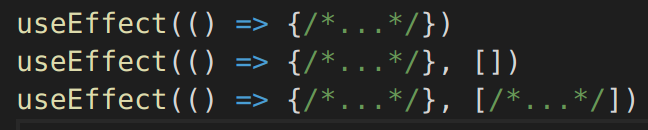 useEffect(() => {/*...*/})
useEffect(() => {/*...*/}, [])
useEffect(() => {/*...*/}, [/*...*/])